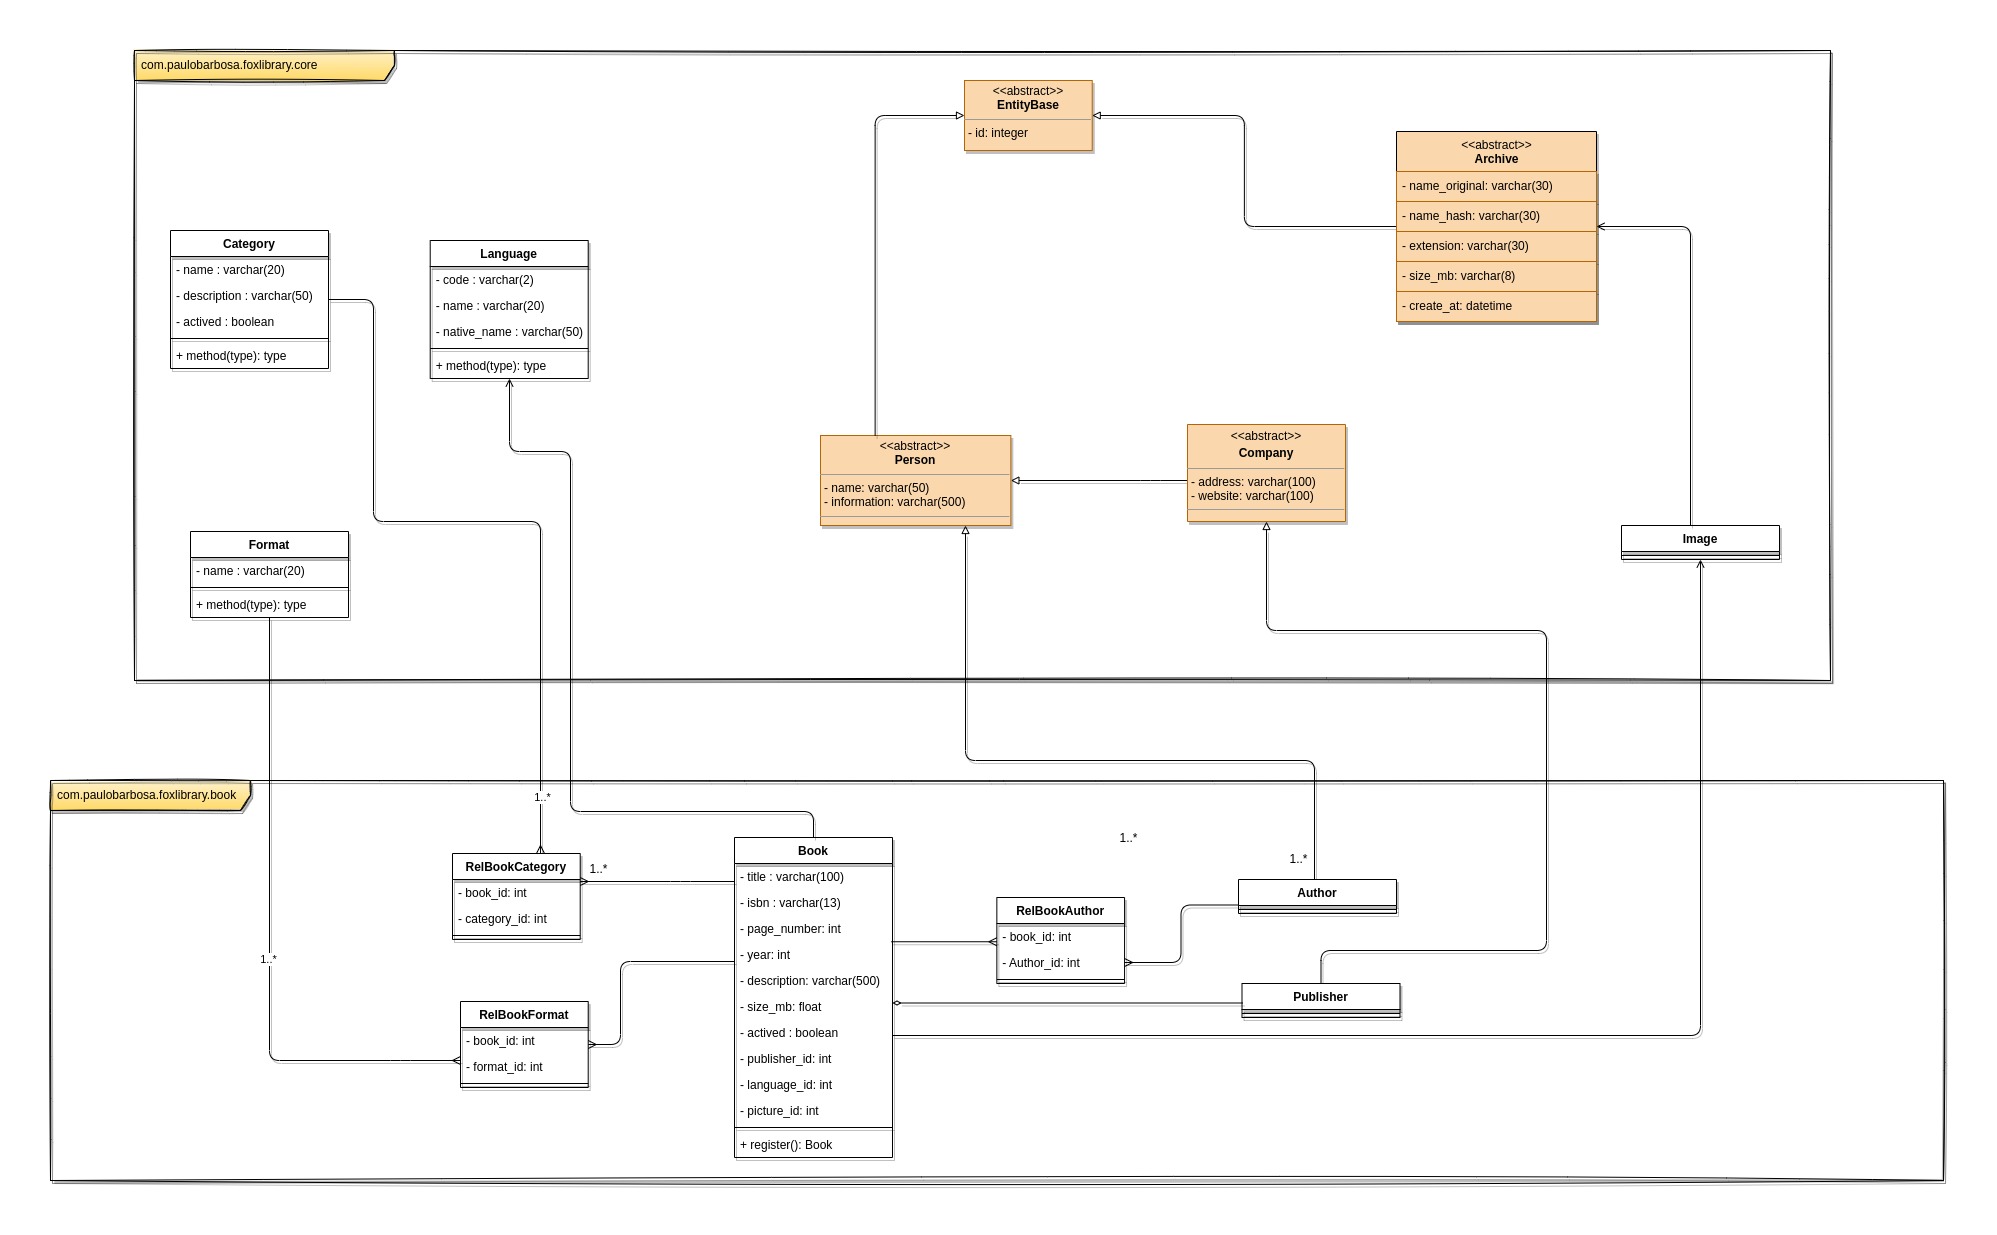 com.paulobarbosa.foxlibrary.core
<<abstract>>
EntityBase
- id: integer
<<abstract>>
Archive
- name_original: varchar(30)
- name_hash: varchar(30)
- extension: varchar(30)
- size_mb: varchar(8)
- create_at: datetime
Category
- name : varchar(20)
- description : varchar(50)
- actived : boolean
+ method(type): type
Language
- code : varchar(2)
- name : varchar(20)
- native_name : varchar(50)
+ method(type): type
<<abstract>>
Person
- name: varchar(50)
- information: varchar(500)
<<abstract>>
Company
- address: varchar(100)
- website: varchar(100)
Format
- name : varchar(20)
+ method(type): type
Image
com.paulobarbosa.foxlibrary.book
1..*
RelBookCategory
- book_id: int
- category_id: int
1..*
1..*
RelBookFormat
- book_id: int
- format_id: int
Book
- title : varchar(100)
- isbn : varchar(13)
- page_number: int
- year: int
- description: varchar(500)
- size_mb: float
- actived : boolean
- publisher_id: int
- language_id: int
- picture_id: int
+ register(): Book
1..*
1..*
RelBookAuthor
- book_id: int
- Author_id: int
Author
Publisher